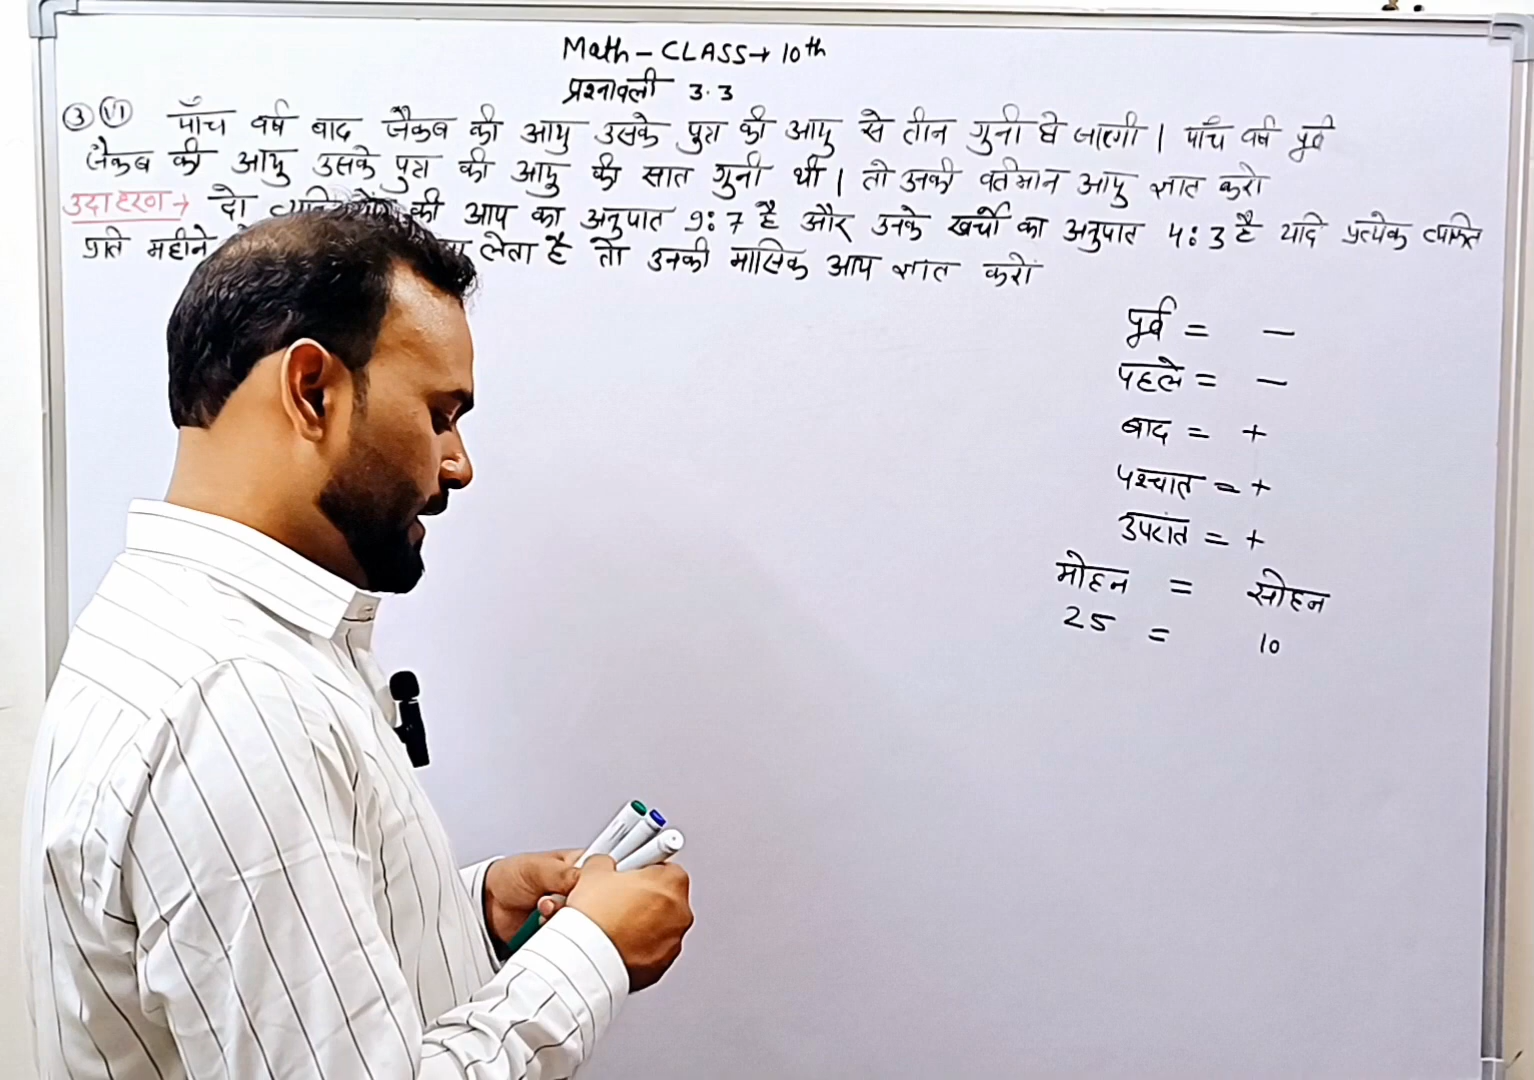 Math - CLASS → 10th
प्रश्नावली 3.3
③ (VI) पाँच वर्ष बाद जैकब की आयु उसके पुत्र की आयु से तीन गुनी हो जाएगी। पाँच वर्ष पूर्व
जैकब की आयु उसके पुत्र की आयु की सात गुनी थी। तो उनकी वर्तमान आयु ज्ञात करो
उदाहरण → दो की आय का अनुपात 9:7 है और उनके खर्चों का अनुपात 4:3 है यदि प्रत्येक व्यक्ति
प्रति महीने लेता है तो उनकी मासिक आय ज्ञात करों
पूर्व = -
पहले = -
बाद = +
पश्चात = +
उपरांत = +
मोहन = सोहन
25 = 10